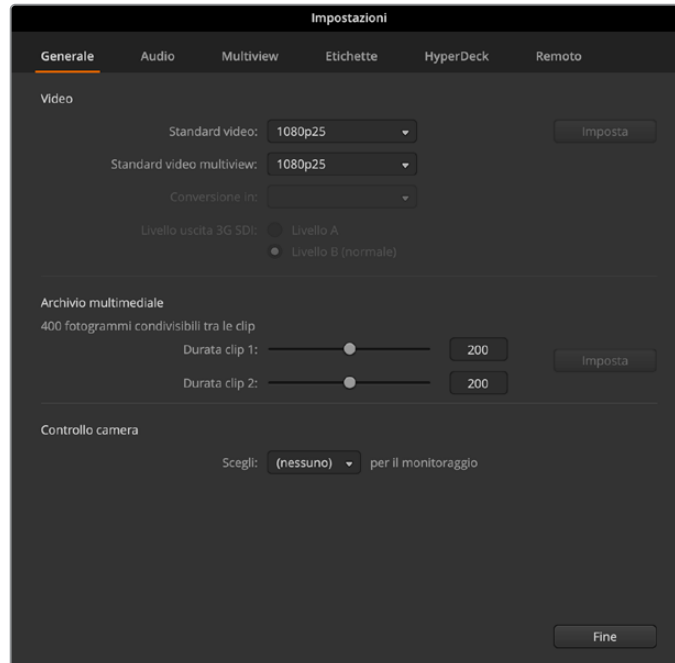 Impostazioni
Generale Audio Multiview Etichette HyperDeck Remoto
Video
Standard video: 1080p25 Imposta
Standard video multiview: 1080p25
Conversione in:
Livello uscita 3G SDI: Livello A
Livello B (normale)
Archivio multimediale
400 fotogrammi condivisibili tra le clip
Durata clip 1: 200
Imposta
Durata clip 2: 200
Controllo camera
Scegli: (nessuno) per il monitoraggio
Fine